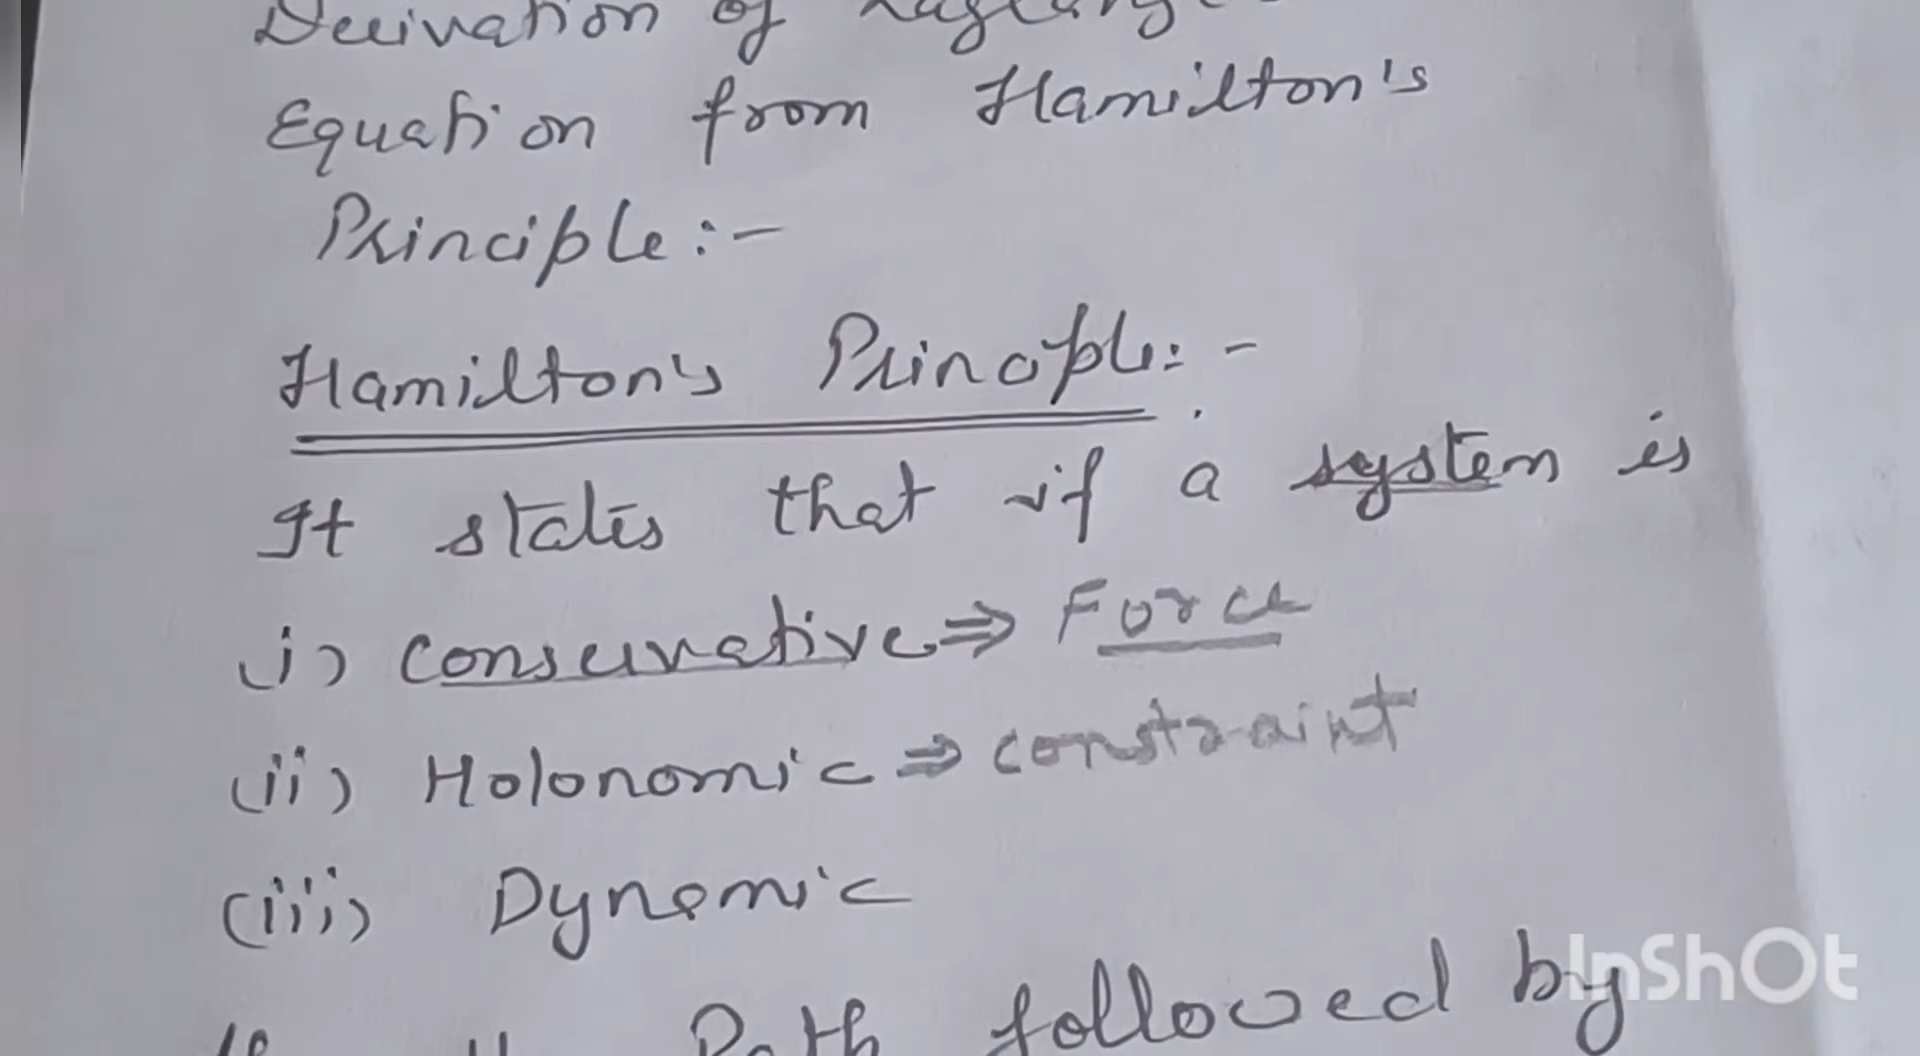 Derivation of
Equation from Hamilton's
Principle :-
Hamilton's Principle :-
It states that if a system is
(i) Conservative ⇒ Force
(ii) Holonomic ⇒ constraint
(iii) Dynamic
Path followed by
InShOt